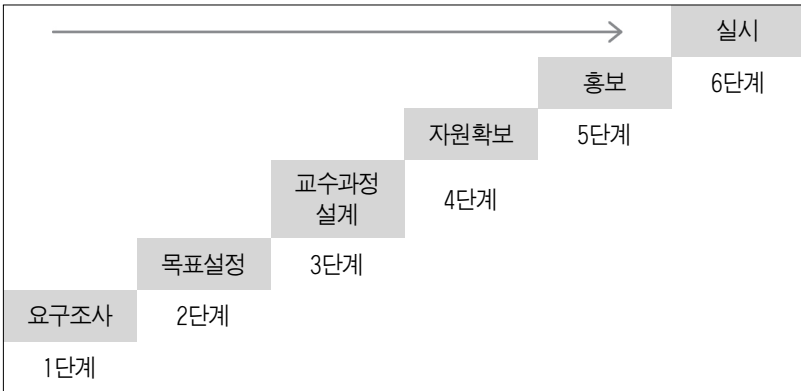 실시
홍보
6단계
자원확보
5단계
교수과정
설계
4단계
목표설정
3단계
요구조사
2단계
1단계